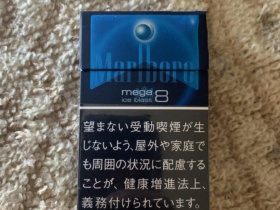 Marlboro
mega 8
ice blast
望まない受動喫煙が生
じないよう、屋外や家庭で
も周囲の状況に配慮する
ことが、健康増進法上、
義務付けられています。